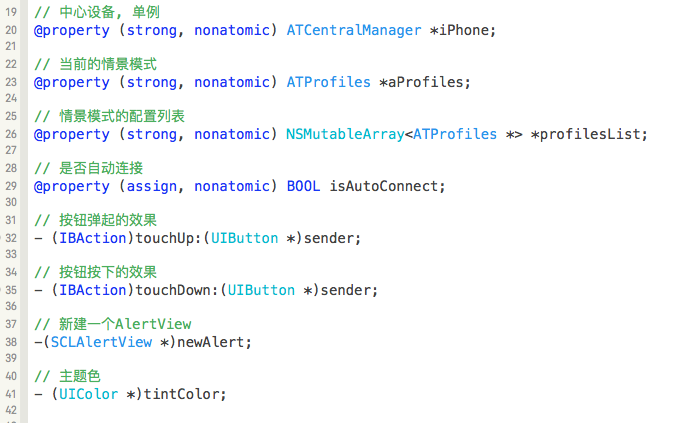 19 // 中心设备, 单例
20 @property (strong, nonatomic) ATCentralManager *iPhone;
21
22 // 当前的情景模式
23 @property (strong, nonatomic) ATProfiles *aProfiles;
24
25 // 情景模式的配置列表
26 @property (strong, nonatomic) NSMutableArray<ATProfiles *> *profilesList;
27
28 // 是否自动连接
29 @property (assign, nonatomic) BOOL isAutoConnect;
30
31 // 按钮弹起的效果
32 - (IBAction)touchUp:(UIButton *)sender;
33
34 // 按钮按下的效果
35 - (IBAction)touchDown:(UIButton *)sender;
36
37 // 新建一个AlertView
38 -(SCLAlertView *)newAlert;
39
40 // 主题色
41 - (UIColor *)tintColor;
42